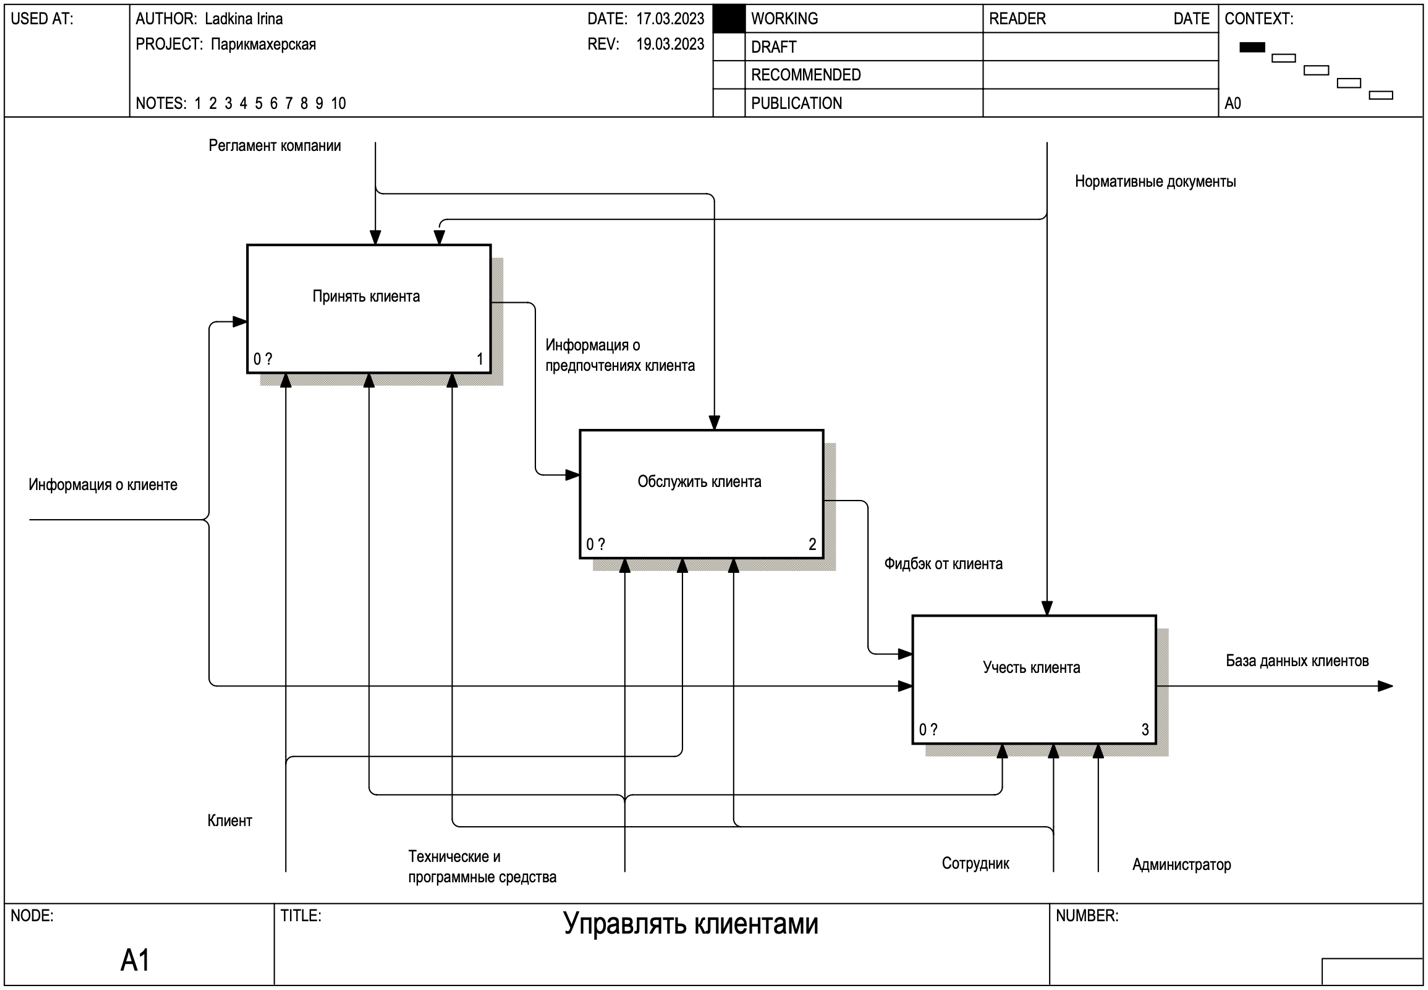 USED AT:
AUTHOR: Ladkina Irina
DATE: 17.03.2023
PROJECT: Парикмахерская
REV: 19.03.2023
NOTES: 1 2 3 4 5 6 7 8 9 10
WORKING
DRAFT
RECOMMENDED
PUBLICATION
READER
DATE
CONTEXT:
A0
Регламент компании
Нормативные документы
Принять клиента
0 ?
1
Информация о
предпочтениях клиента
Информация о клиенте
Обслужить клиента
0 ?
2
Фидбэк от клиента
Учесть клиента
0 ?
3
База данных клиентов
Клиент
Технические и
программные средства
Сотрудник
Администратор
NODE:
A1
TITLE:
Управлять клиентами
NUMBER: